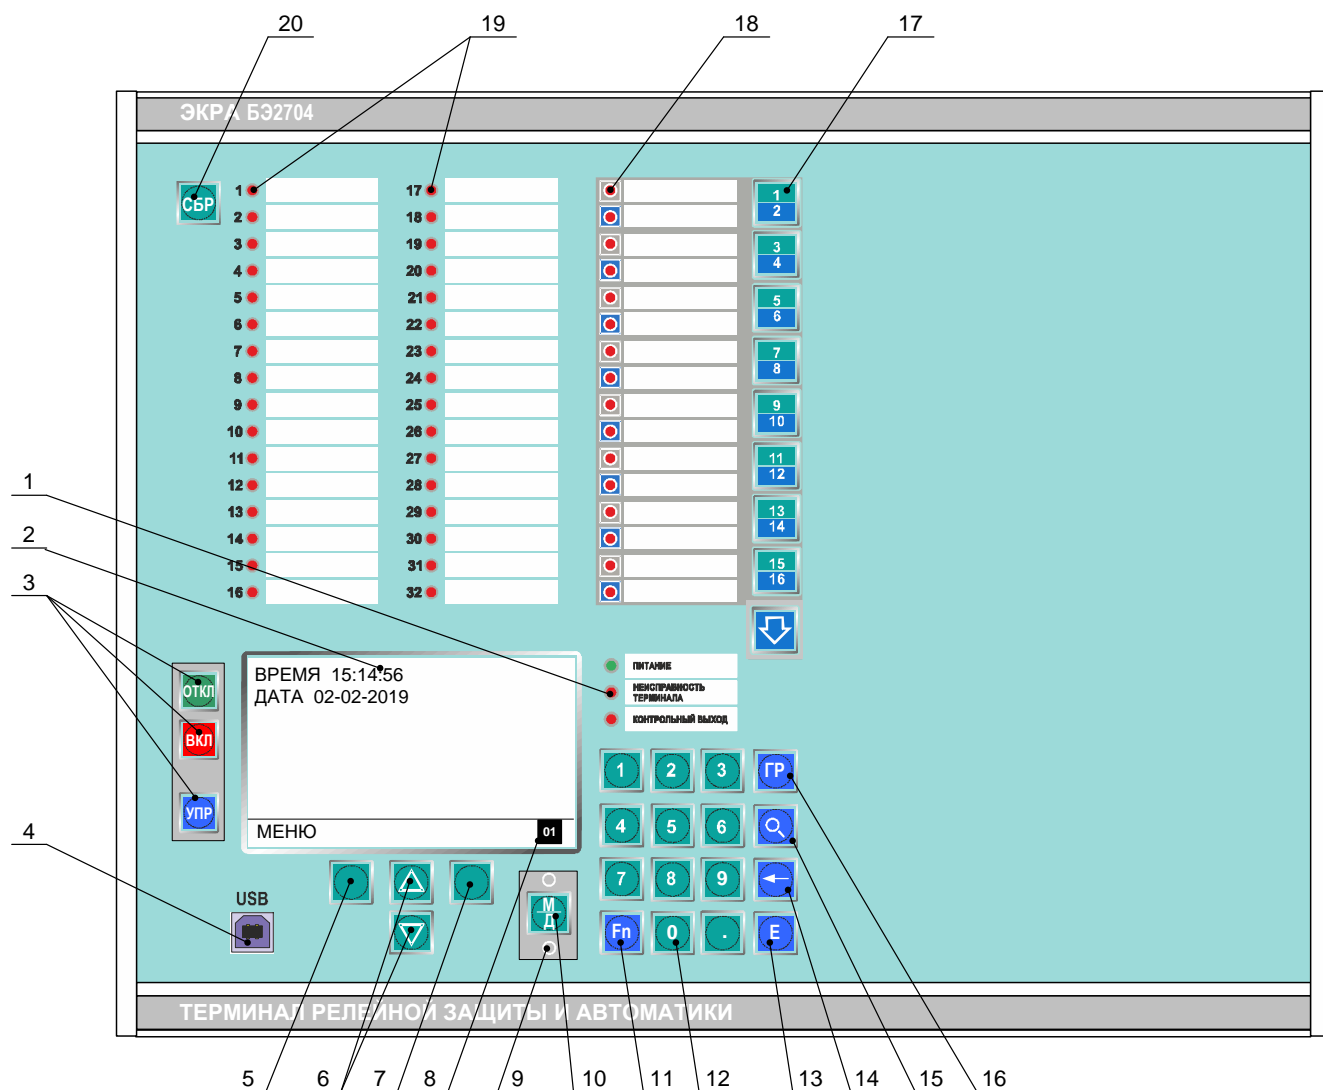 20 19 18 17
ЭКРА БЭ2704
СБР
1 17 1
2 18 2
3 19 3
4 20 4
5 21 5
6 22 6
7 23 7
8 24 8
9 25 9
10 26 10
11 27 11
12 28 12
13 29 13
14 30 14
15 31 15
16 32 16
1
2
3
4
ОТКЛ
ВКЛ
УПР
ВРЕМЯ 15:14:56
ДАТА 02-02-2019
МЕНЮ 01
ПИТАНИЕ
НЕИСПРАВНОСТЬ
ТЕРМИНАЛА
КОНТРОЛЬНЫЙ ВЫХОД
USB
М
Д
1 2 3 ГР
4 5 6
7 8 9
Fn 0 . E
ТЕРМИНАЛ РЕЛЕЙНОЙ ЗАЩИТЫ И АВТОМАТИКИ
5 6 7 8 9 10 11 12 13 14 15 16